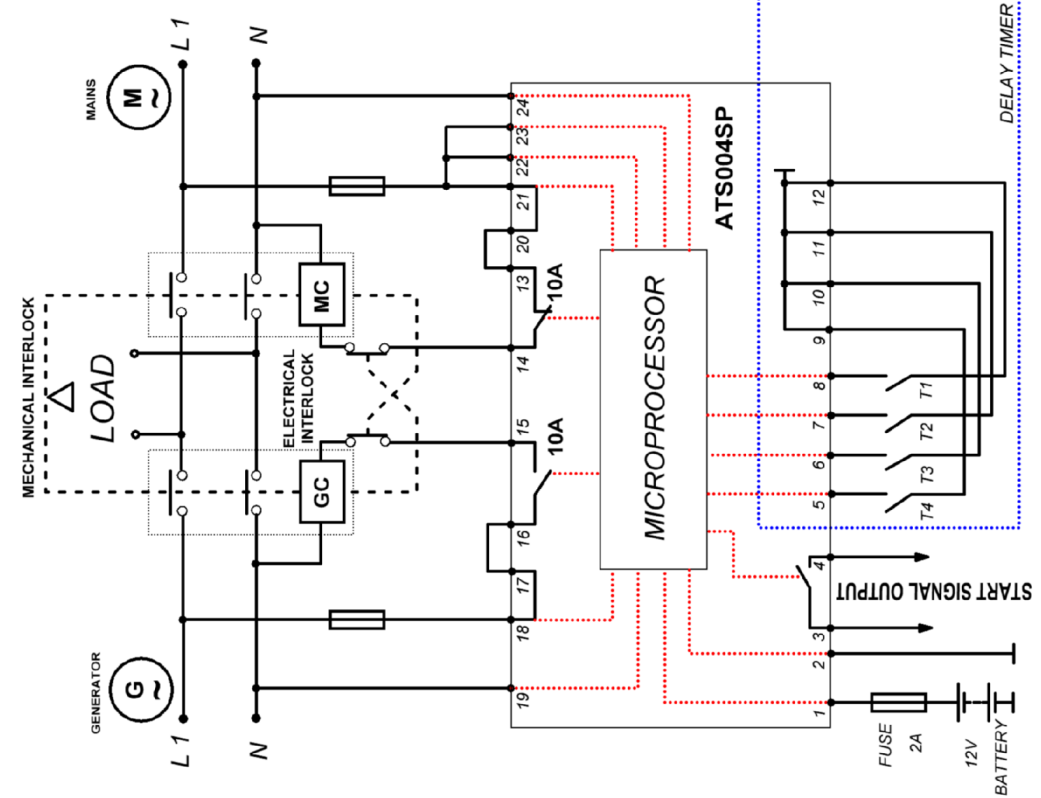 GENERATOR
G
~
L 1
N
MECHANICAL INTERLOCK
LOAD
MAINS
M
~
L 1
N
GC
ELECTRICAL
INTERLOCK
MC
19
18
17
16
15
14
13
20
21
22
23
24
10A
10A
ATS004SP
MICROPROCESSOR
1
2
3
4
5
6
7
8
9
10
11
12
T4
T3
T2
T1
FUSE
2A
12V
BATTERY
START SIGNAL OUTPUT
DELAY TIMER